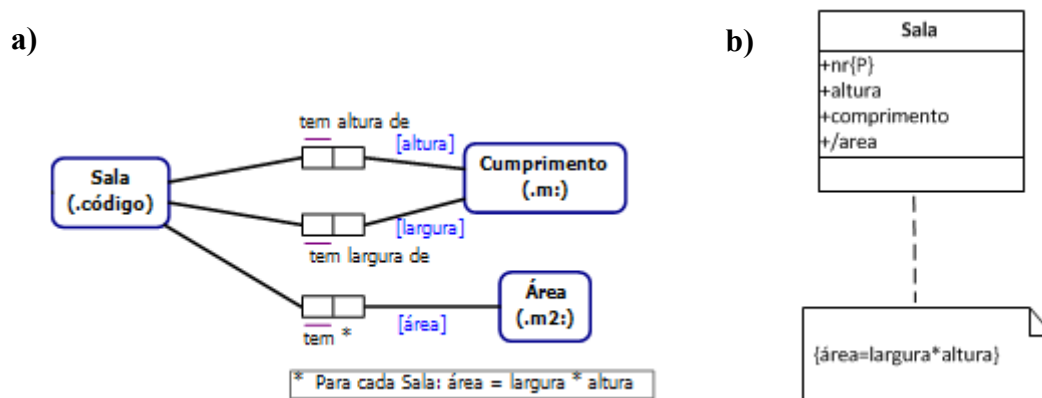 a)
tem altura de
[altura]
Sala
(.código)
Cumprimento
(.m:)
[largura]
tem largura de
Área
(.m2:)
[área]
tem *
* Para cada Sala: área = largura * altura
b)
Sala
+nr{P}
+altura
+comprimento
+/area
{área=largura*altura}